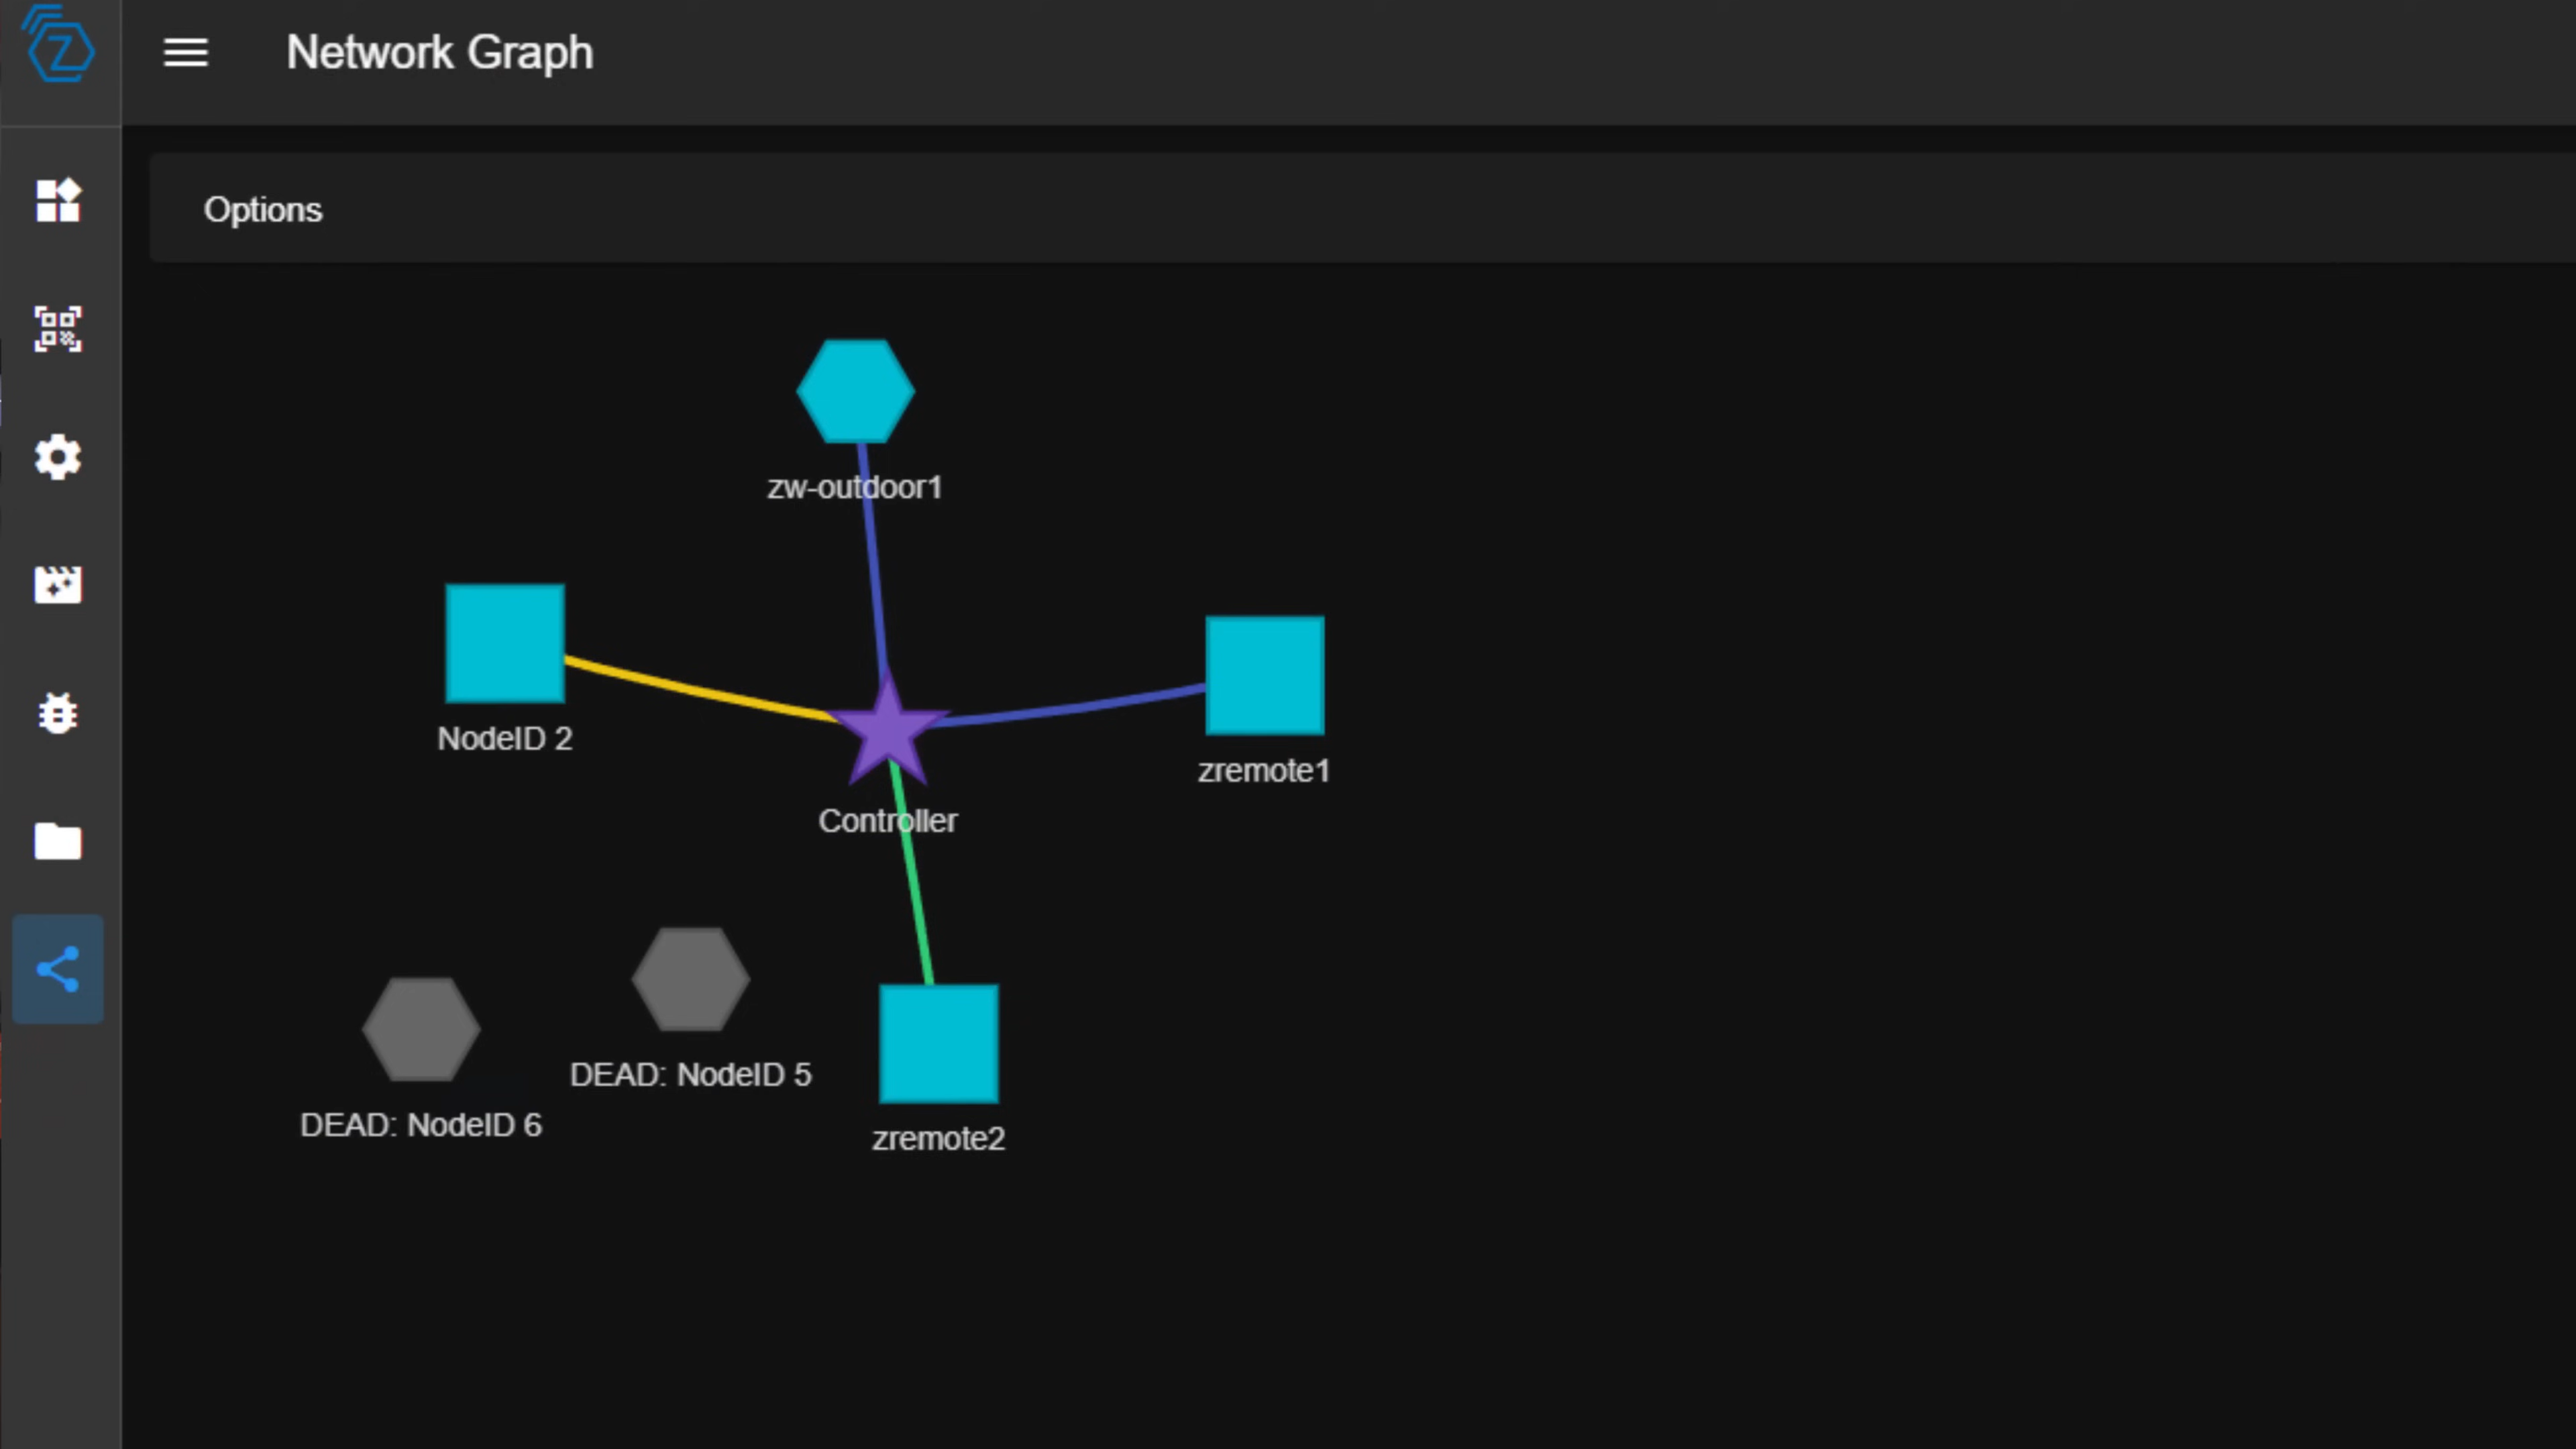 Network Graph
Options
zw-outdoor1
NodeID 2
zremote1
Controller
DEAD: NodeID 5
DEAD: NodeID 6
zremote2